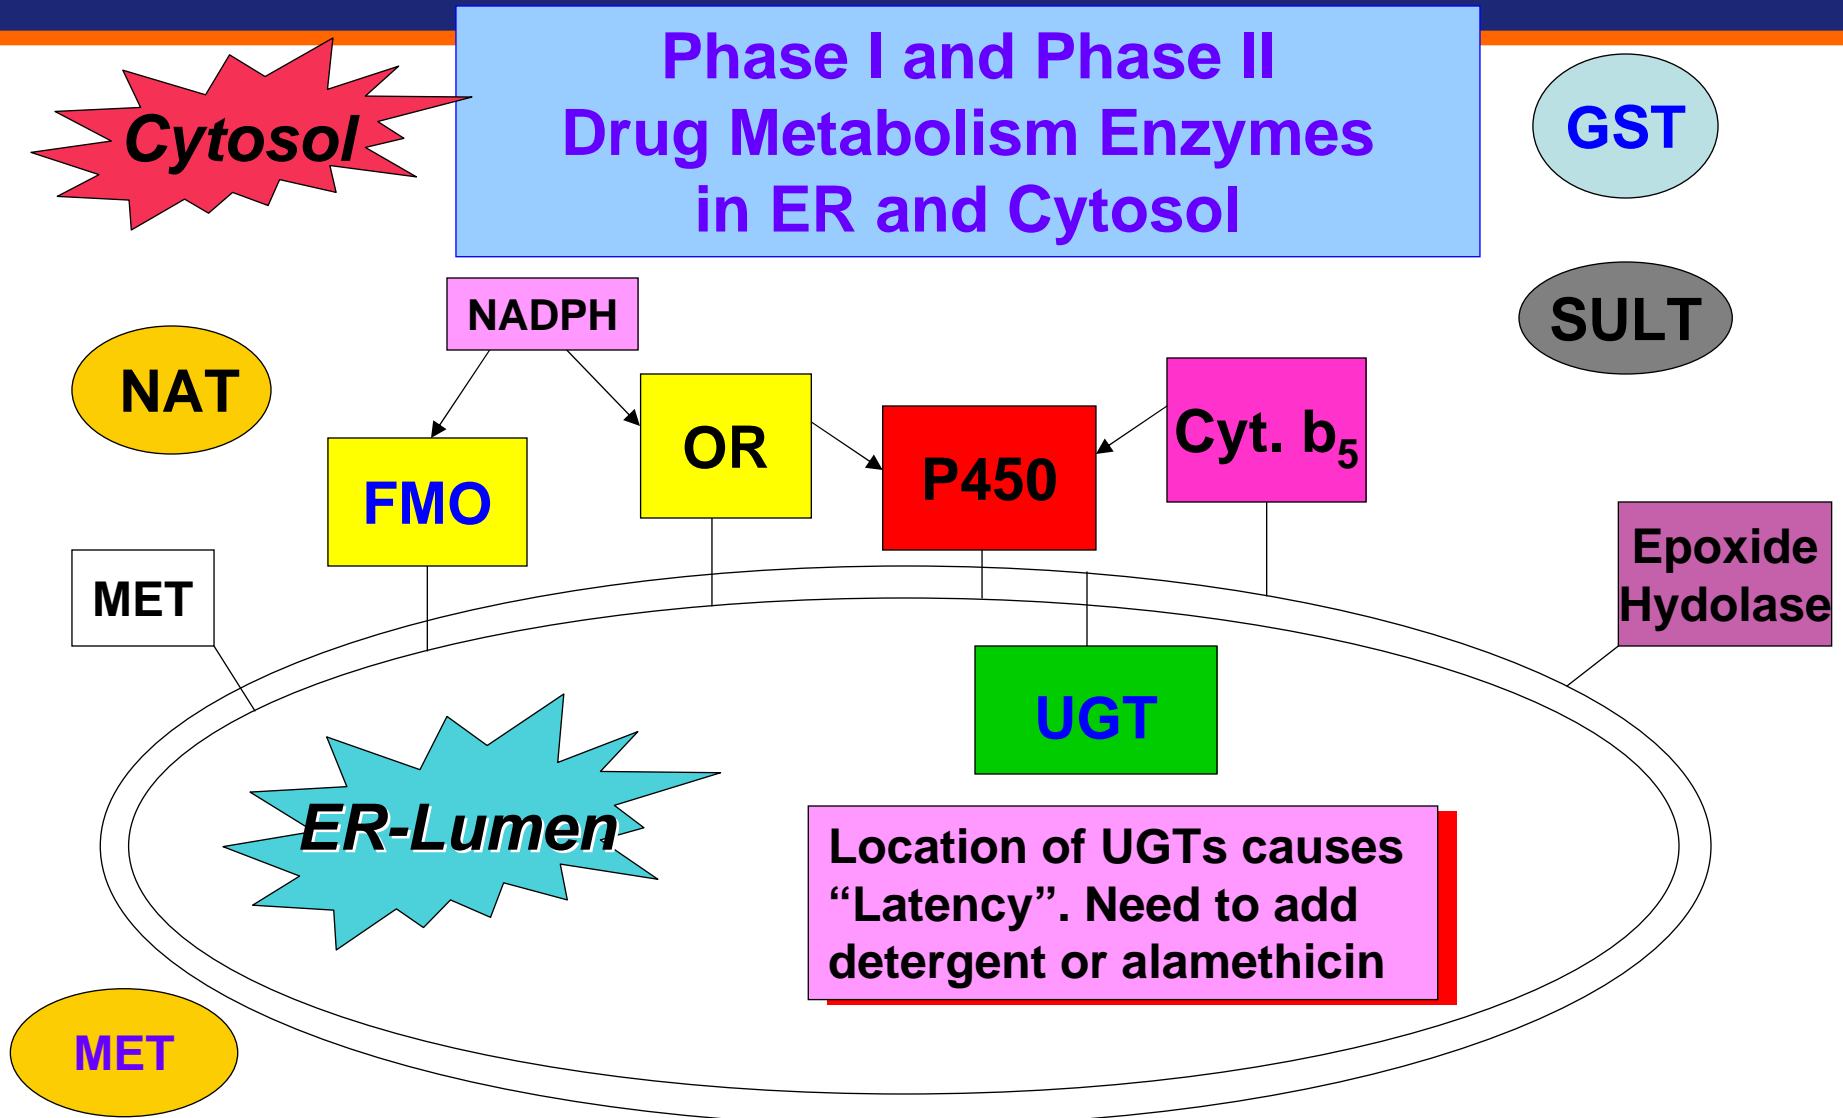 Phase I and Phase II
Drug Metabolism Enzymes
in ER and Cytosol
Cytosol
GST
SULT
NADPH
NAT
OR
Cyt. b₅
P450
FMO
MET
Epoxide
Hydolase
UGT
ER-Lumen
Location of UGTs causes
“Latency”. Need to add
detergent or alamethicin
MET